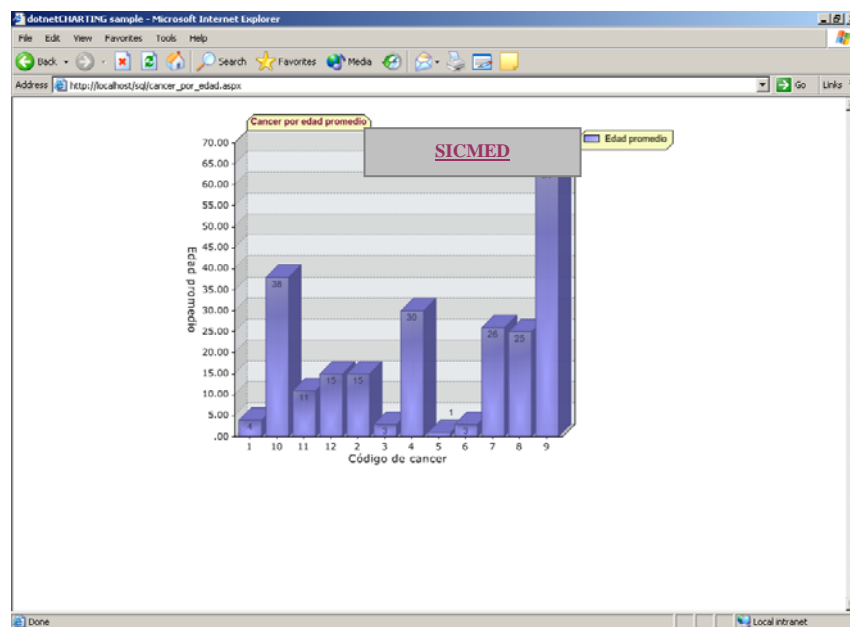 dotnetCHARTING sample - Microsoft Internet Explorer
File Edit View Favorites Tools Help
Back Search Favorites Media
Address http://localhost/sql/cancer_por_edad.aspx Go Links
Cancer por edad promedio
SICMED
Edad promedio
70.00
65.00
60.00
55.00
50.00
45.00
40.00
35.00
30.00
25.00
20.00
15.00
10.00
5.00
.00
Edad promedio
4 38 11 15 15 3 30 1 3 26 25
1 10 11 12 2 3 4 5 6 7 8 9
Código de cancer
Done Local intranet